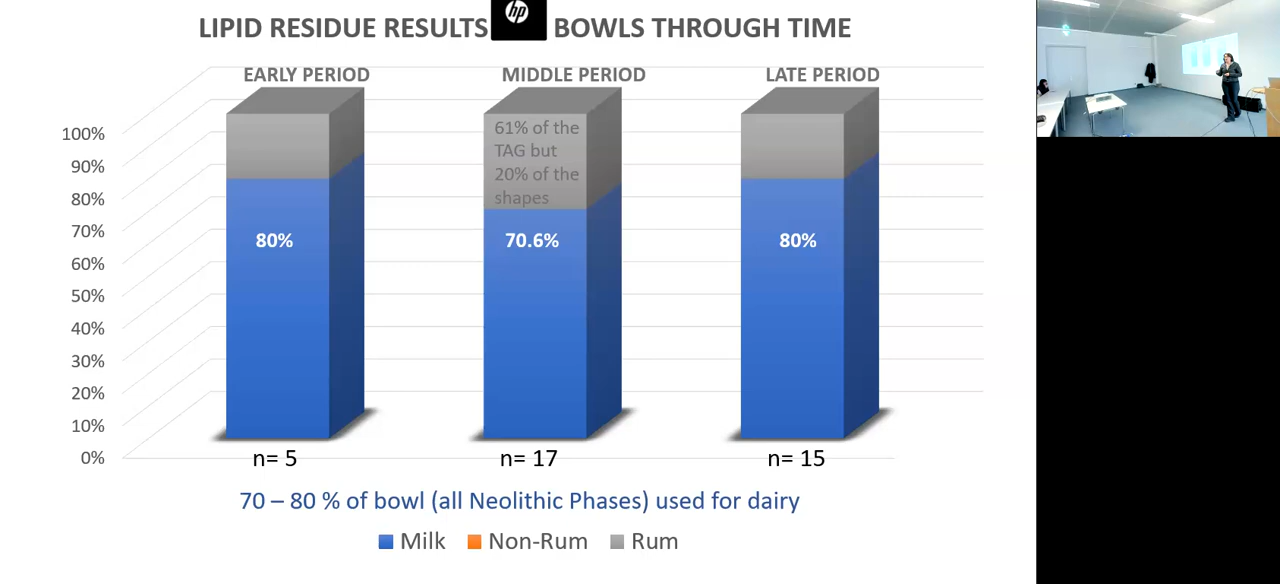 LIPID RESIDUE RESULTS hp BOWLS THROUGH TIME
EARLY PERIOD MIDDLE PERIOD LATE PERIOD
100%
90%
80%
70%
60%
50%
40%
30%
20%
10%
0%
61% of the
TAG but
20% of the
shapes
80% 70.6% 80%
n= 5 n= 17 n= 15
70 – 80 % of bowl (all Neolithic Phases) used for dairy
Milk Non-Rum Rum